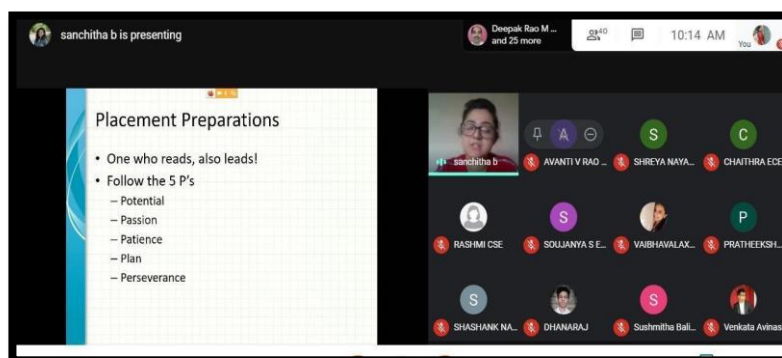 sanchitha b is presenting
Deepak Rao M ...
and 25 more
40
10:14 AM
You
Placement Preparations
• One who reads, also leads!
• Follow the 5 P's
– Potential
– Passion
– Patience
– Plan
– Perseverance
sanchitha b
A
AVANTI V RAO ...
S
SHREYA NAYA...
C
CHAITHRA ECE
RASHMI CSE
S
SOUJANYA S E...
VAIBHAVALAX...
P
PRATHEEKSH...
S
SHASHANK NA...
DHANARAJ
S
Sushmitha Bali...
Venkata Avinas